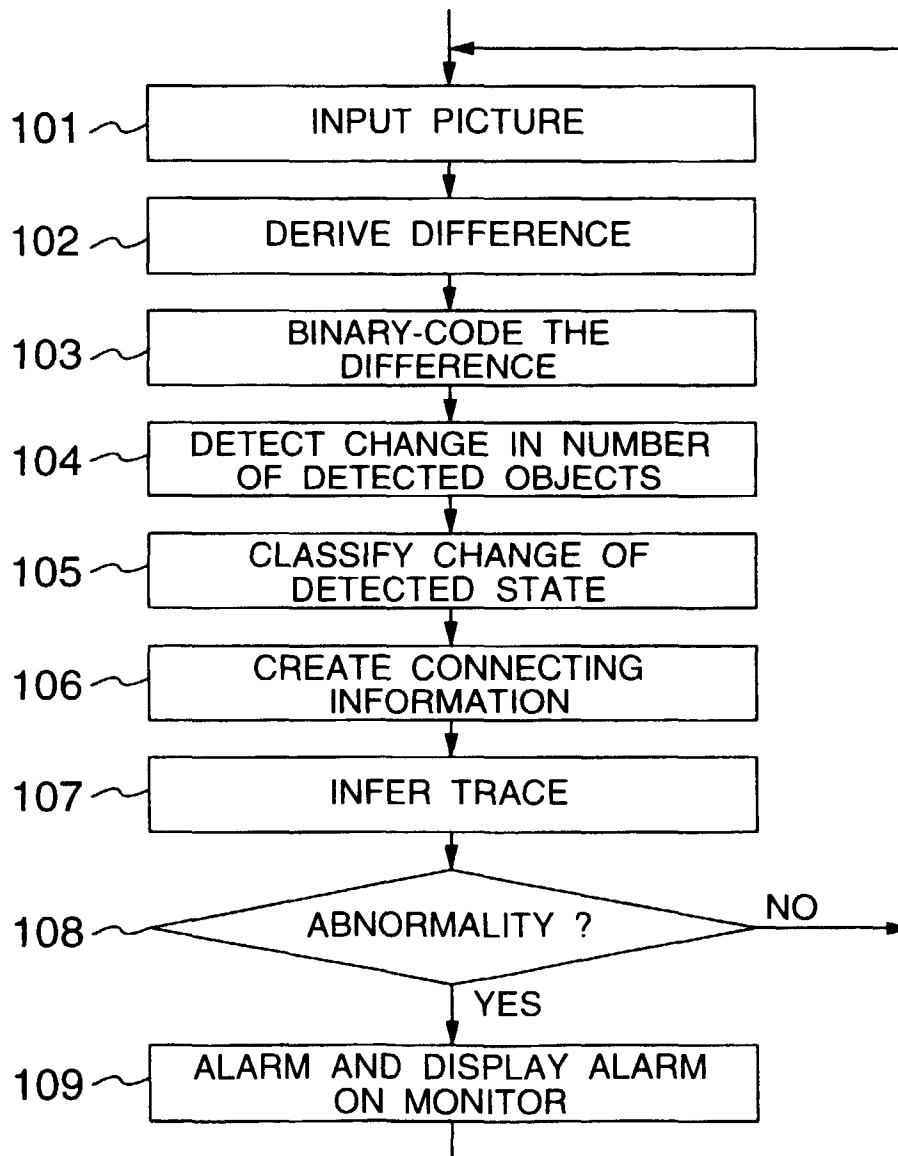 101
INPUT PICTURE
102
DERIVE DIFFERENCE
103
BINARY-CODE THE
DIFFERENCE
104
DETECT CHANGE IN NUMBER
OF DETECTED OBJECTS
105
CLASSIFY CHANGE OF
DETECTED STATE
106
CREATE CONNECTING
INFORMATION
107
INFER TRACE
108
ABNORMALITY ?
NO
YES
109
ALARM AND DISPLAY ALARM
ON MONITOR